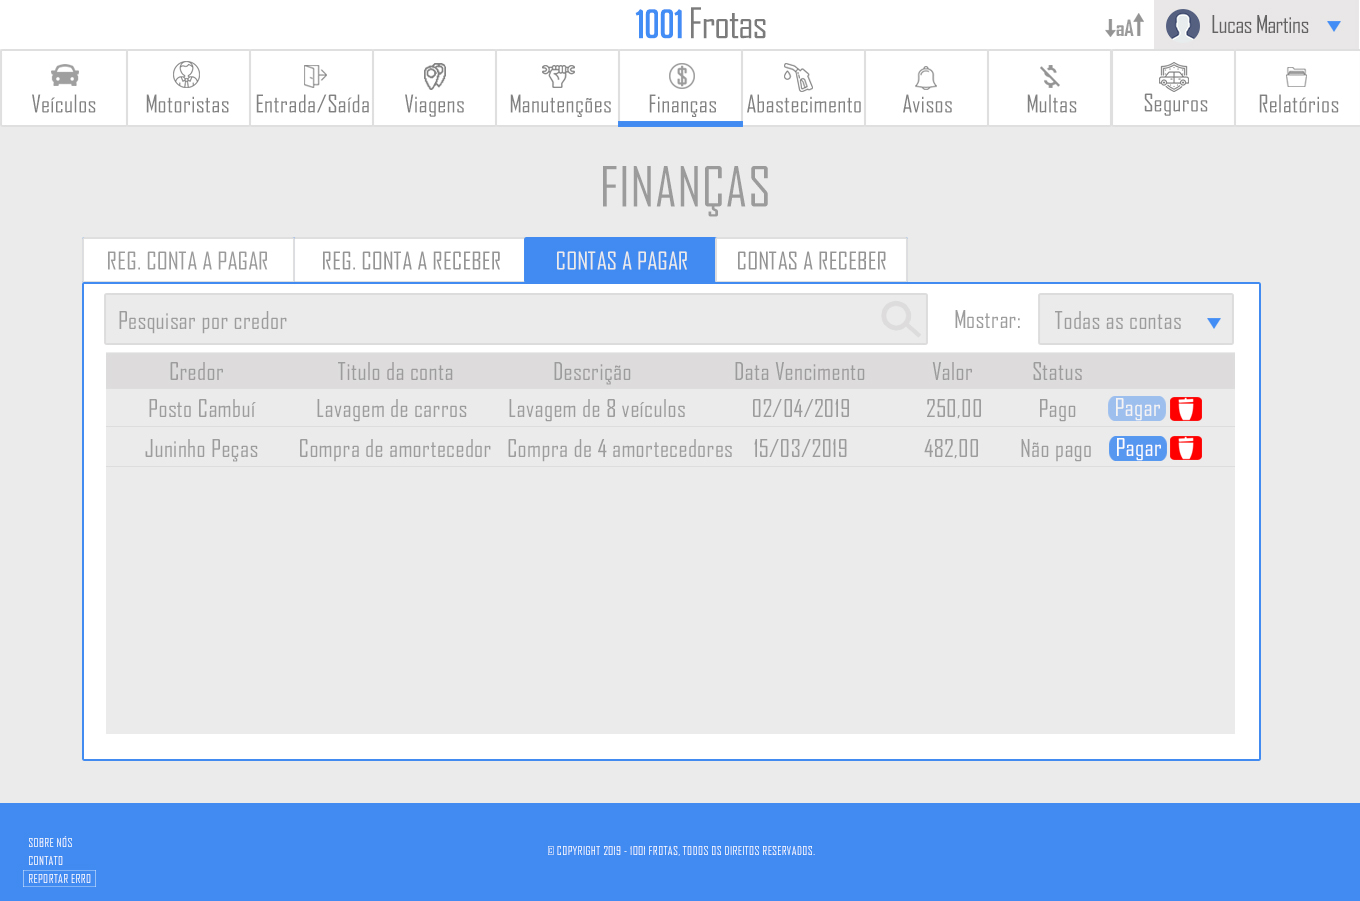 1001 Frotas
aA
Lucas Martins
Veículos
Motoristas
Entrada/Saída
Viagens
Manutenções
Finanças
Abastecimento
Avisos
Multas
Seguros
Relatórios
FINANÇAS
REG. CONTA A PAGAR
REG. CONTA A RECEBER
CONTAS A PAGAR
CONTAS A RECEBER
Pesquisar por credor
Mostrar:
Todas as contas
Credor Titulo da conta Descrição Data Vencimento Valor Status
Posto Cambuí Lavagem de carros Lavagem de 8 veículos 02/04/2019 250,00 Pago Pagar
Juninho Peças Compra de amortecedor Compra de 4 amortecedores 15/03/2019 482,00 Não pago Pagar
SOBRE NÓS
CONTATO
REPORTAR ERRO
© COPYRIGHT 2019 - 1001 FROTAS, TODOS OS DIREITOS RESERVADOS.